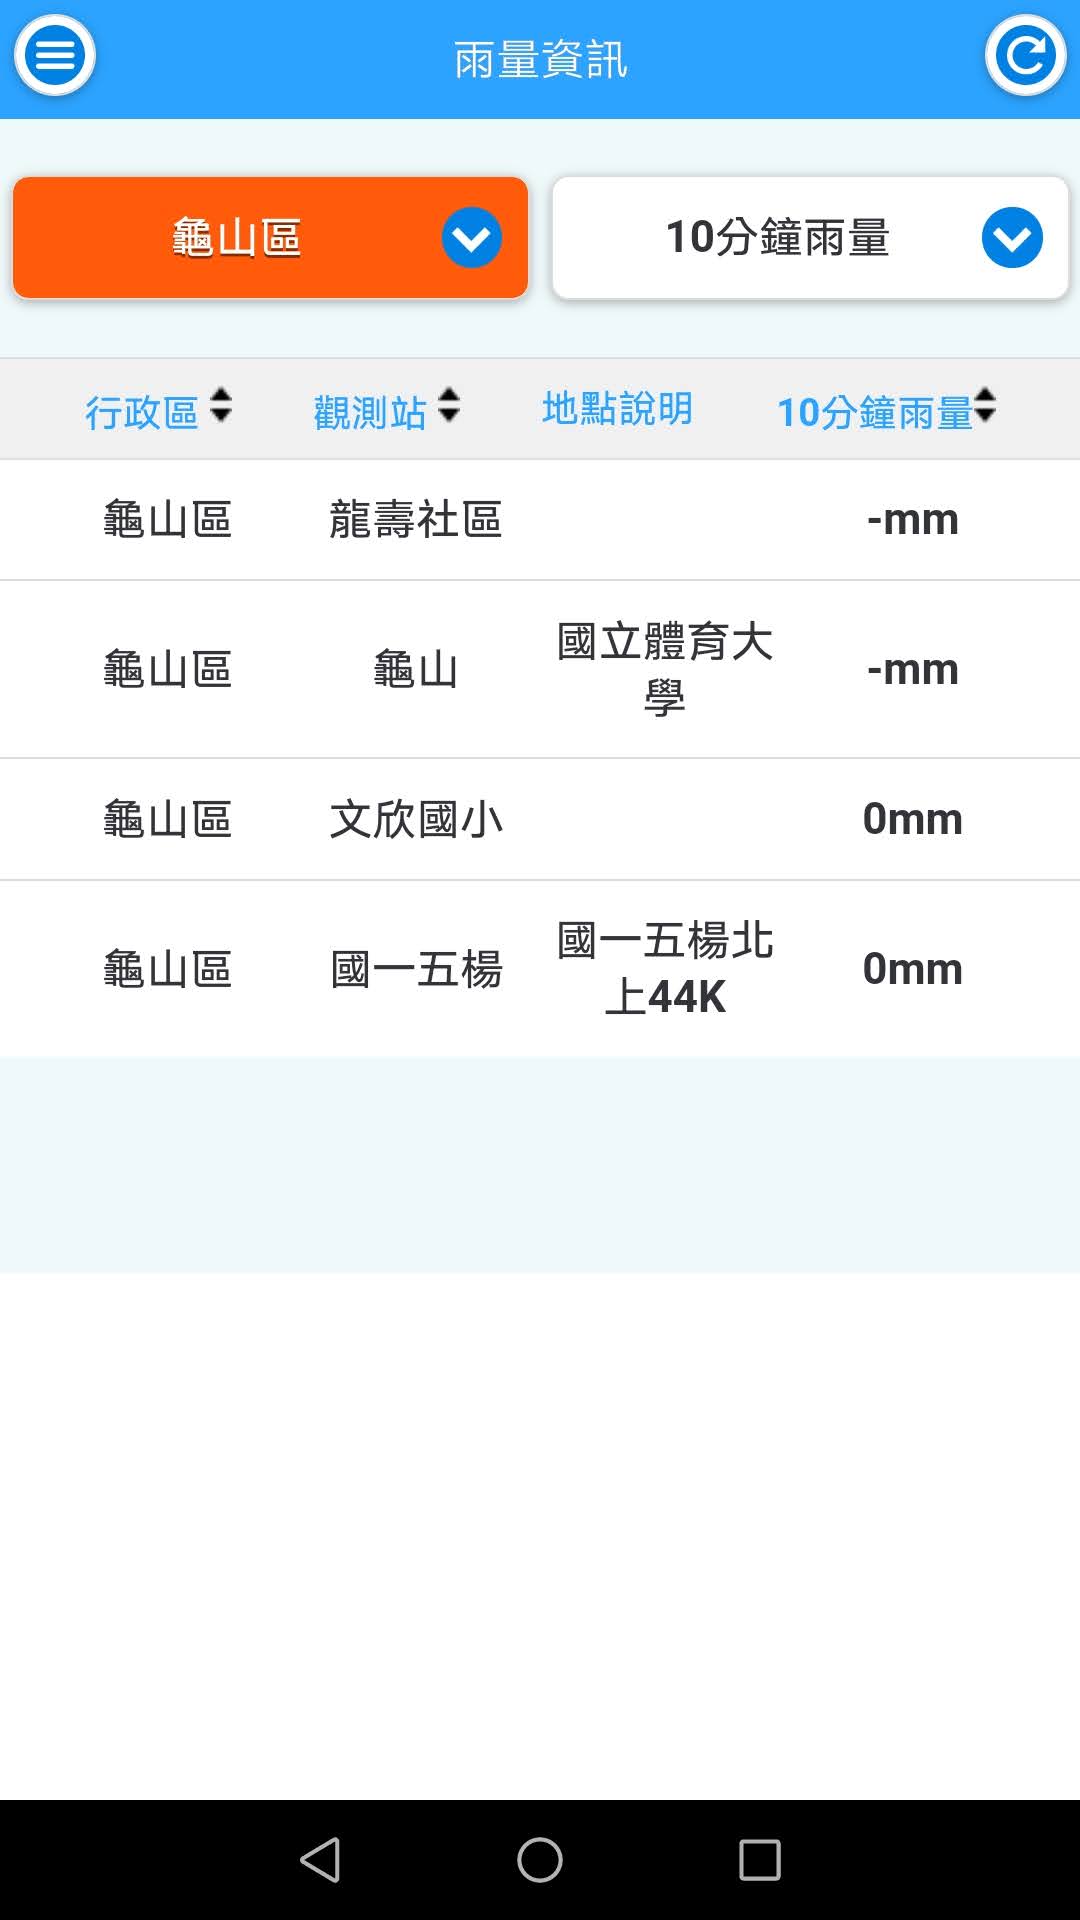 雨量資訊
龜山區 10分鐘雨量
行政區 觀測站 地點說明 10分鐘雨量
龜山區 龍壽社區 -mm
龜山區 龜山 國立體育大學 -mm
龜山區 文欣國小 0mm
龜山區 國一五楊 國一五楊北上44K 0mm